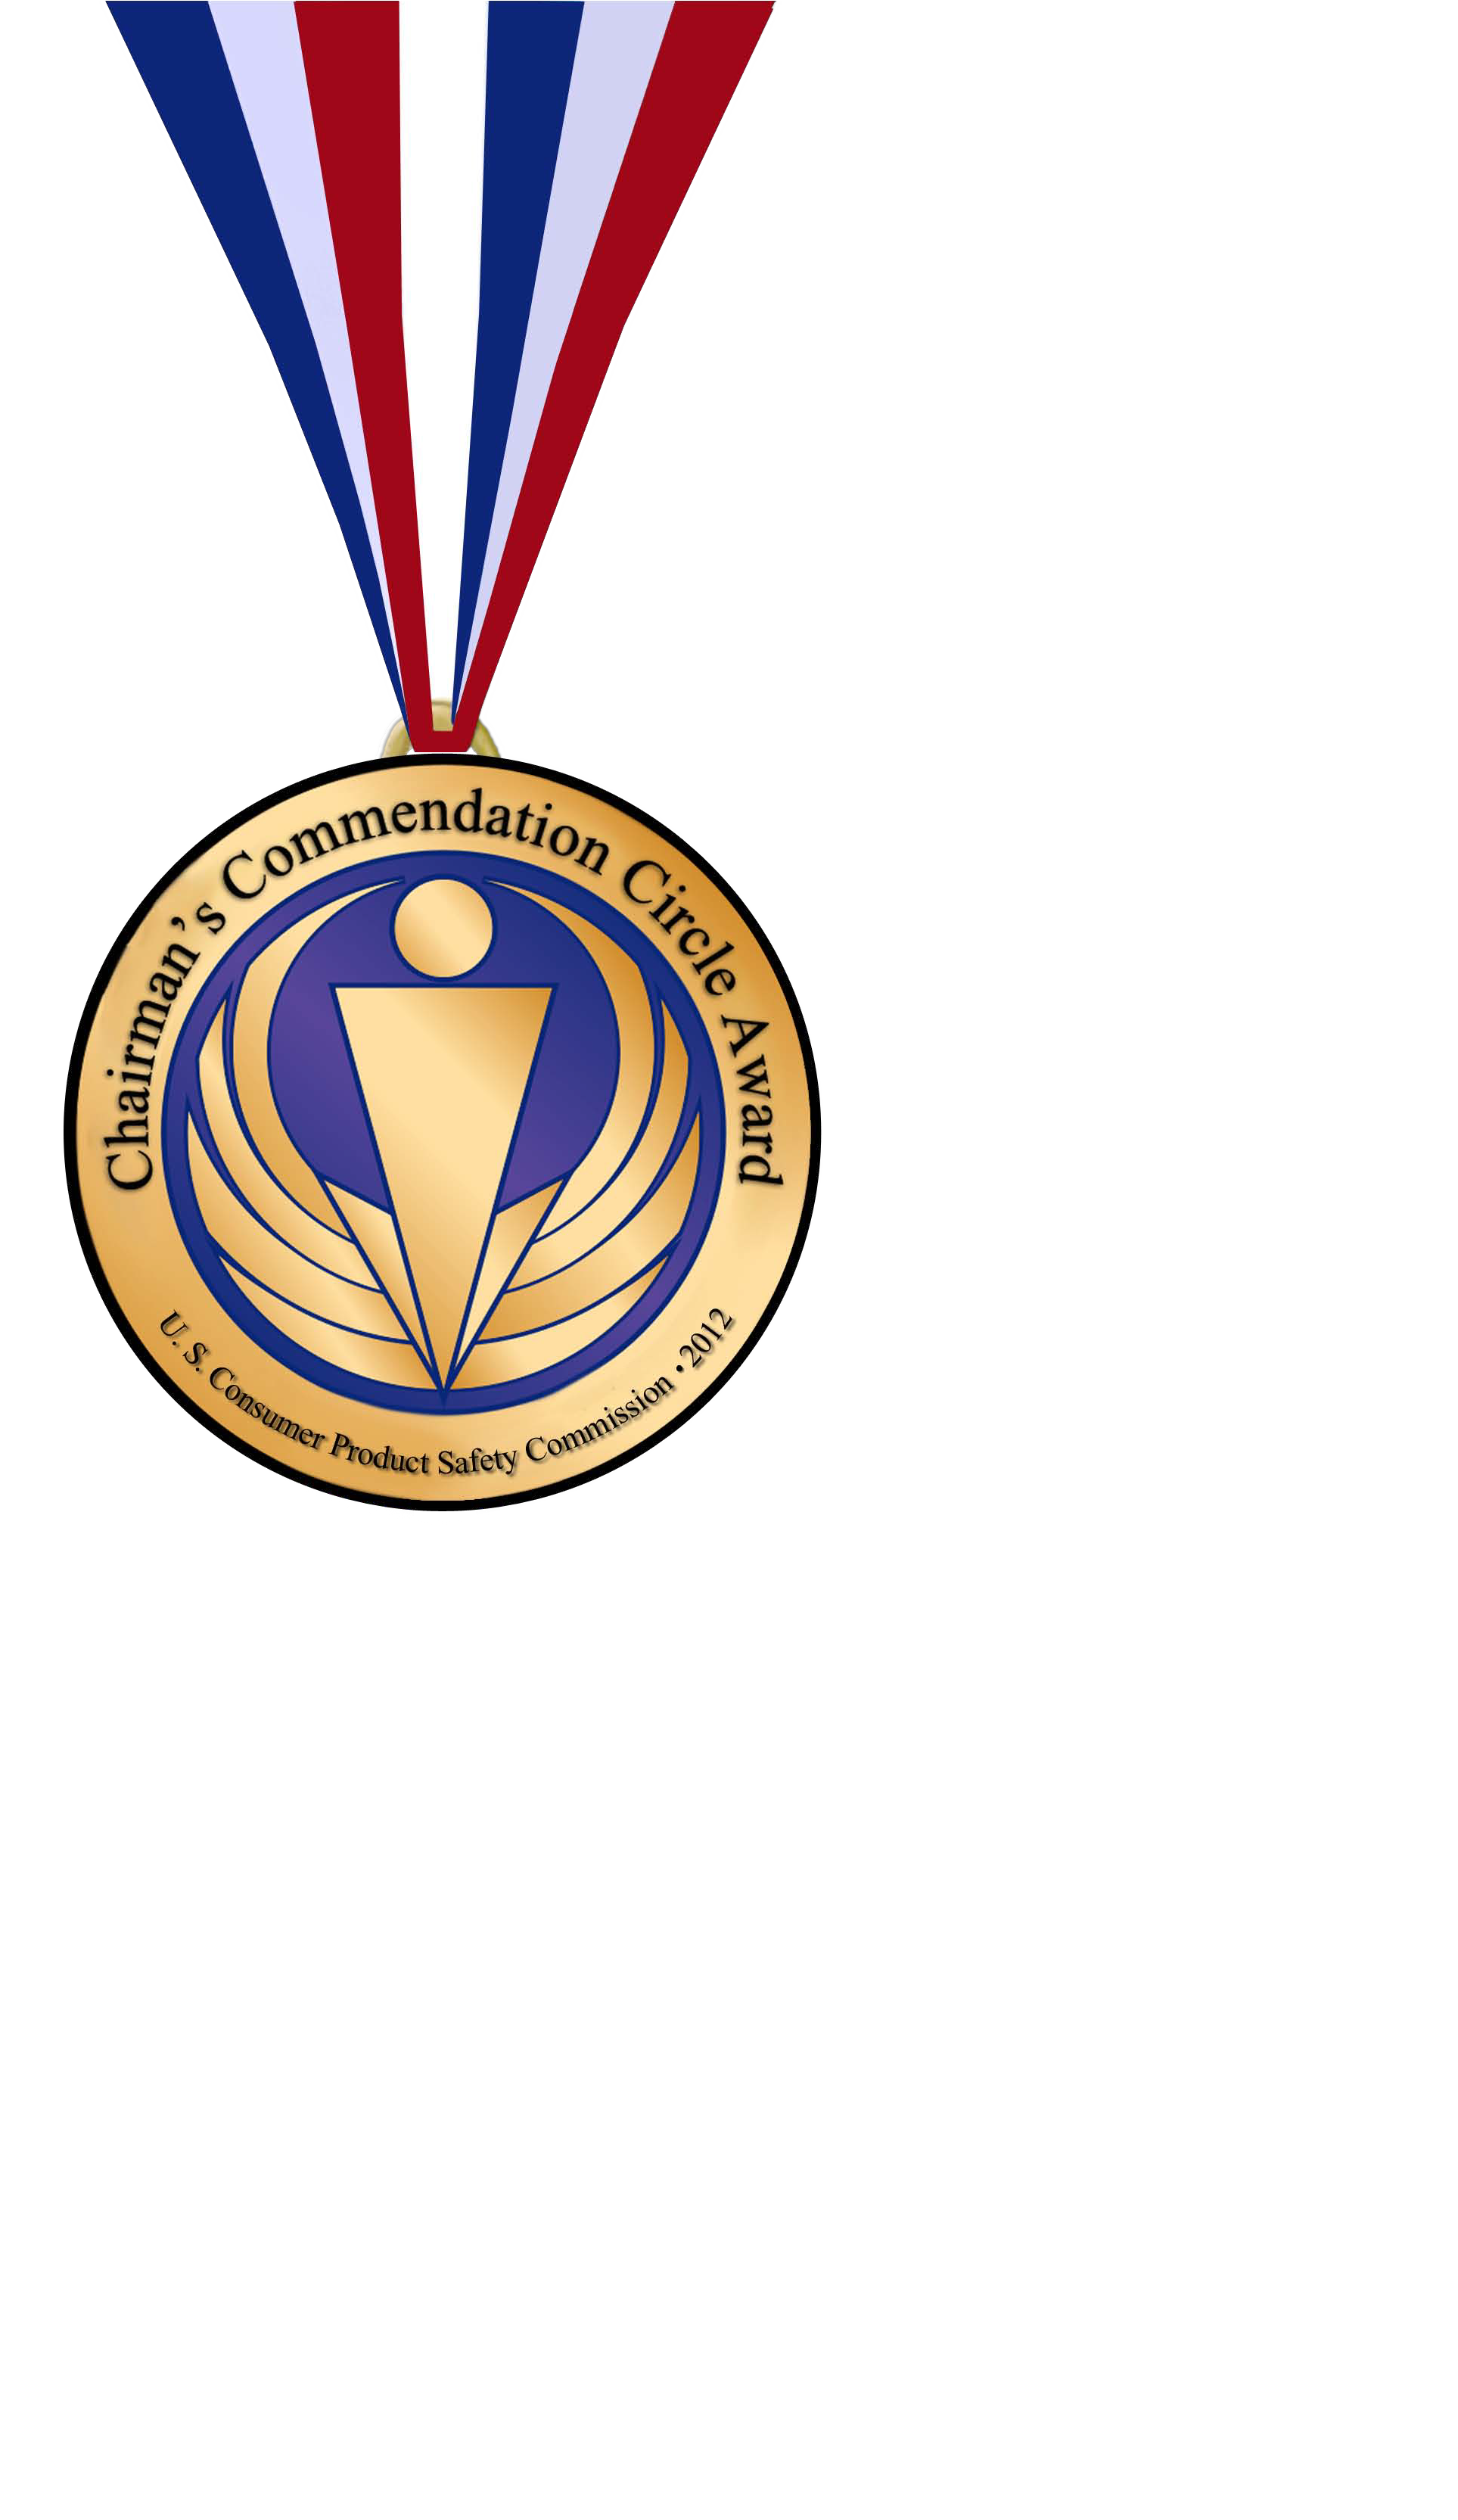 Chairman’s Commendation Circle Award
U. S. Consumer Product Safety Commission • 2012